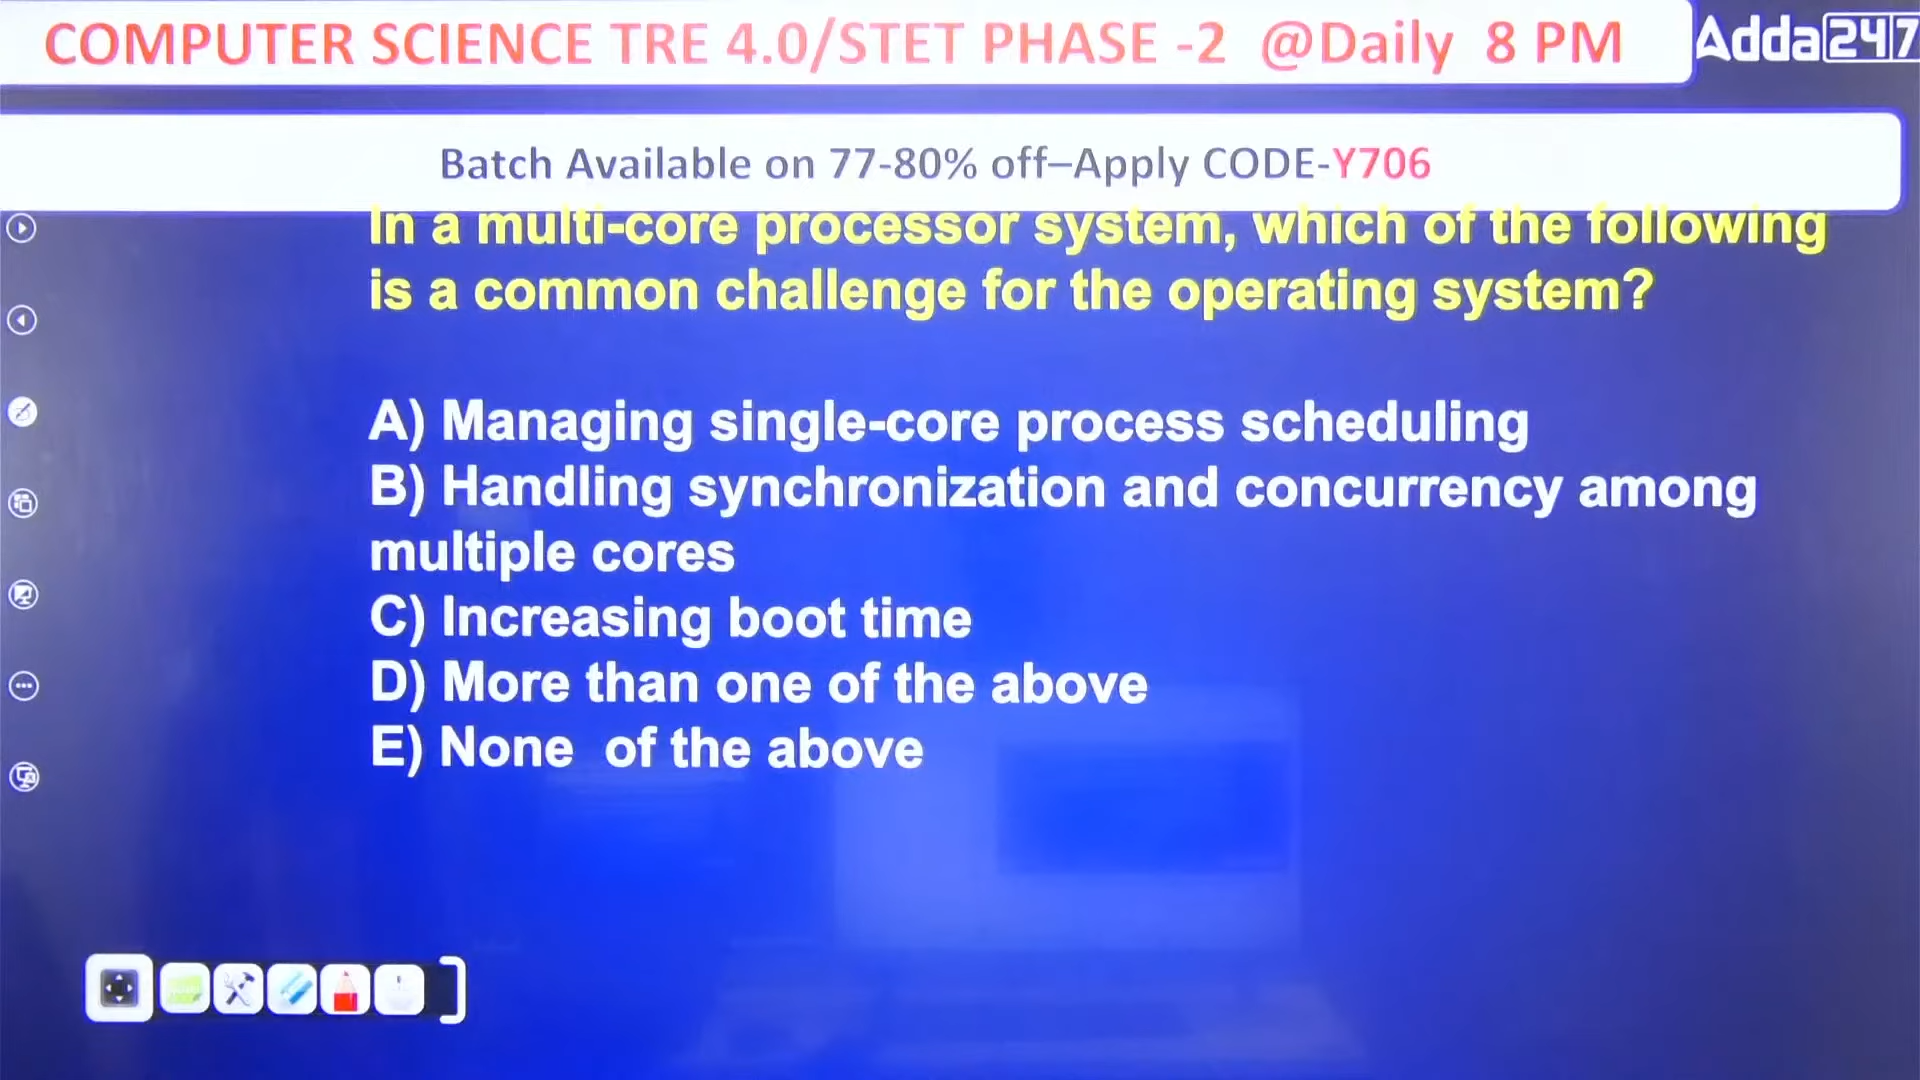 COMPUTER SCIENCE TRE 4.0/STET PHASE -2 @Daily 8 PM
Adda247
Batch Available on 77-80% off–Apply CODE-Y706
In a multi-core processor system, which of the following
is a common challenge for the operating system?
A) Managing single-core process scheduling
B) Handling synchronization and concurrency among
multiple cores
C) Increasing boot time
D) More than one of the above
E) None of the above